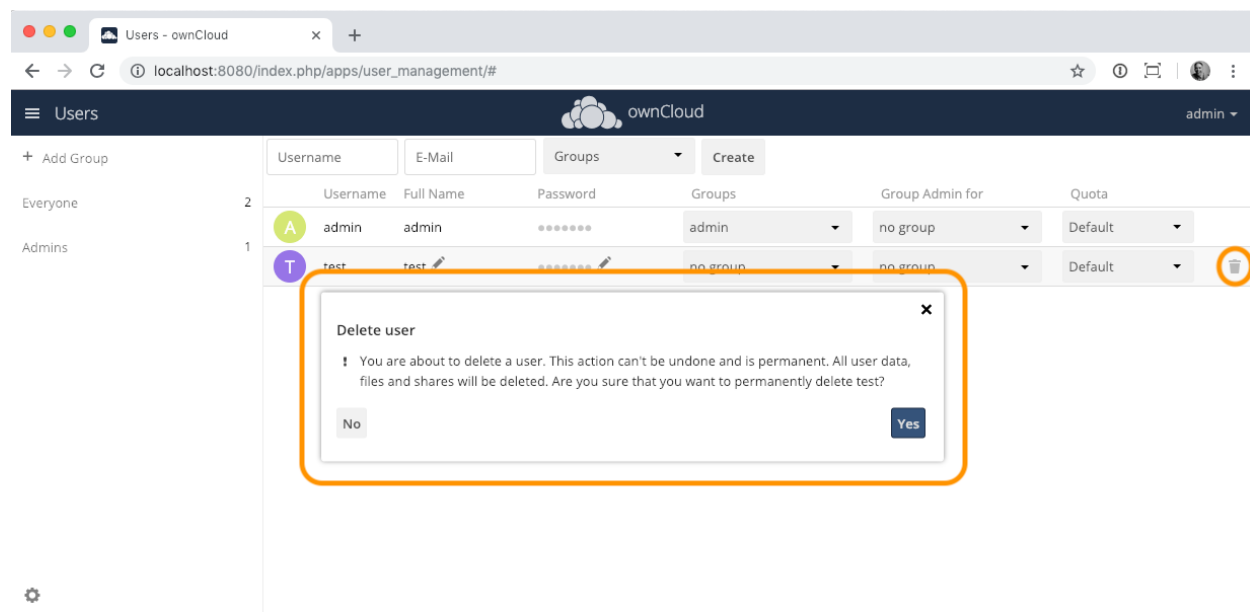 Users - ownCloud
localhost:8080/index.php/apps/user_management/#
Users ownCloud admin
+ Add Group
Everyone 2
Admins 1
Username E-Mail Groups Create
Username Full Name Password Groups Group Admin for Quota
A admin admin admin no group Default
T test test no group no group Default
Delete user
! You are about to delete a user. This action can't be undone and is permanent. All user data,
files and shares will be deleted. Are you sure that you want to permanently delete test?
No Yes